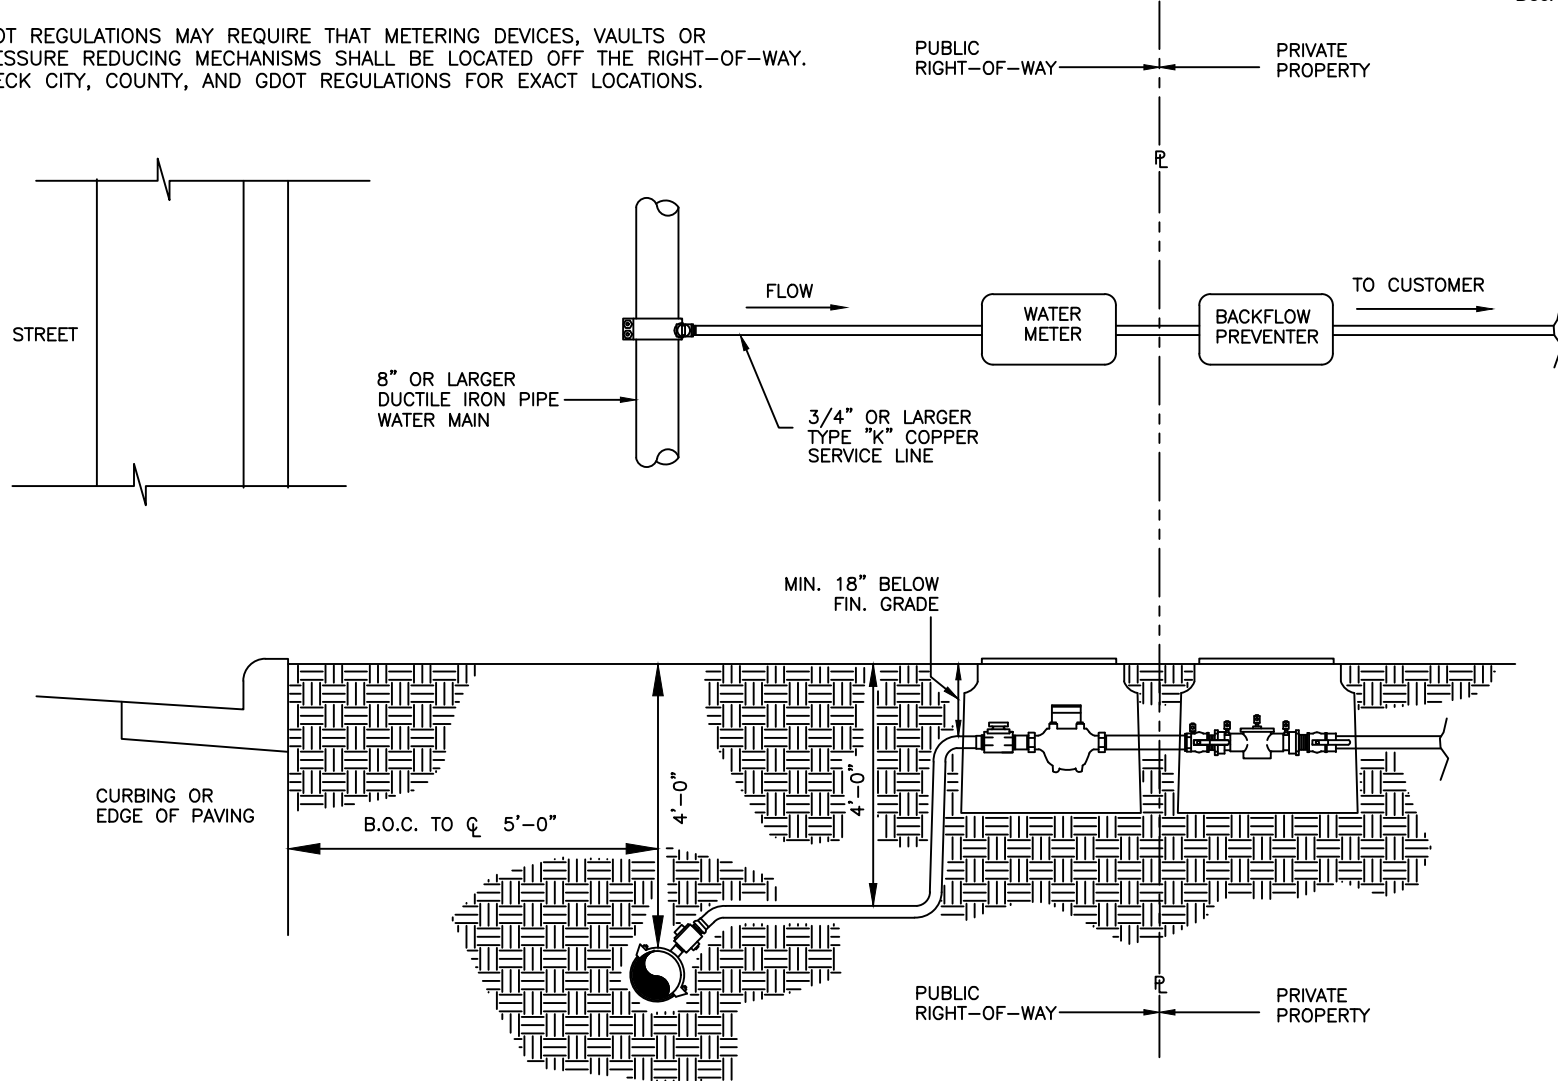 REGULATIONS MAY REQUIRE THAT METERING DEVICES, VAULTS OR
REDUCING MECHANISMS SHALL BE LOCATED OFF THE RIGHT-OF-WAY.
CITY, COUNTY, AND GDOT REGULATIONS FOR EXACT LOCATIONS.
PUBLIC
RIGHT-OF-WAY
PRIVATE
PROPERTY
PL
STREET
FLOW
WATER
METER
BACKFLOW
PREVENTER
TO CUSTOMER
8" OR LARGER
DUCTILE IRON PIPE
WATER MAIN
3/4" OR LARGER
TYPE "K" COPPER
SERVICE LINE
MIN. 18" BELOW
FIN. GRADE
CURBING OR
EDGE OF PAVING
B.O.C. TO CL 5'-0"
4'-0"
4'-0"
PL
PUBLIC
RIGHT-OF-WAY
PRIVATE
PROPERTY